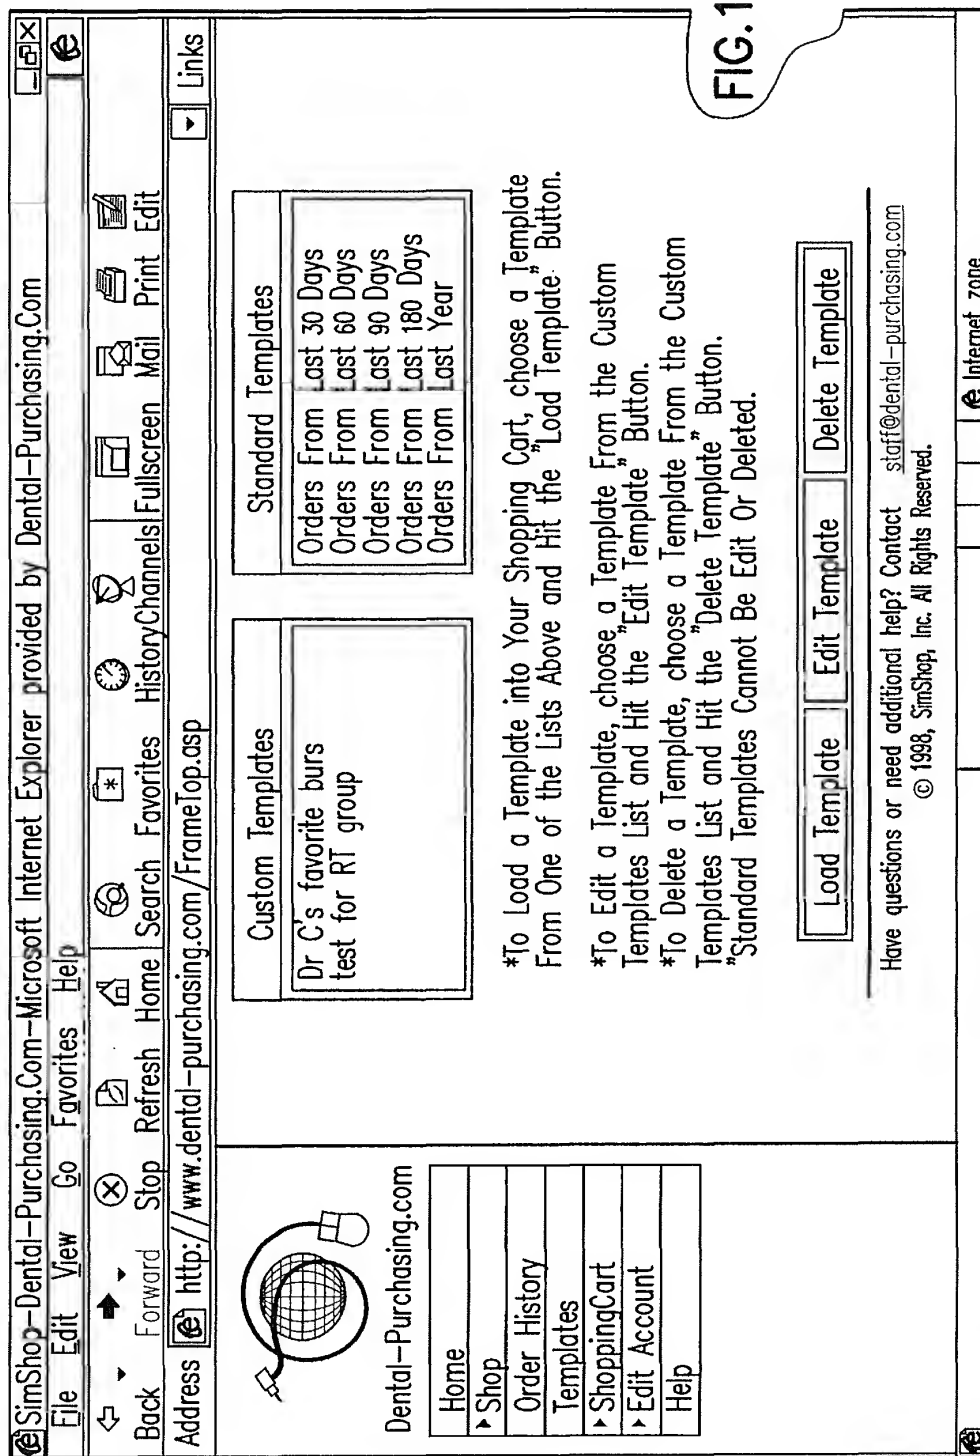 SimShop-Dental-Purchasing.Com-Microsoft Internet Explorer provided by Dental-Purchasing.Com
File Edit View Go Favorites Help
Back Forward Stop Refresh Home Search Favorites History Channels Fullscreen Mail Print Edit
Address http://www.dental-purchasing.com/FrameTop.asp Links
Dental-Purchasing.com
Home
Shop
Order History
Templates
ShoppingCart
Edit Account
Help
Custom Templates
Dr C's favorite burs
test for RT group
Standard Templates
Orders From Last 30 Days
Orders From Last 60 Days
Orders From Last 90 Days
Orders From Last 180 Days
Orders From Last Year
*To Load a Template into Your Shopping Cart, choose a Template
From One of the Lists Above and Hit the "Load Template" Button.
*To Edit a Template, choose a Template From the Custom
Templates List and Hit the "Edit Template" Button.
*To Delete a Template, choose a Template From the Custom
Templates List and Hit the "Delete Template" Button.
"Standard Templates Cannot Be Edit Or Deleted.
Load Template Edit Template Delete Template
Have questions or need additional help? Contact staff@dental-purchasing.com
© 1998, SimShop, Inc. All Rights Reserved.
Internet zone
FIG.1